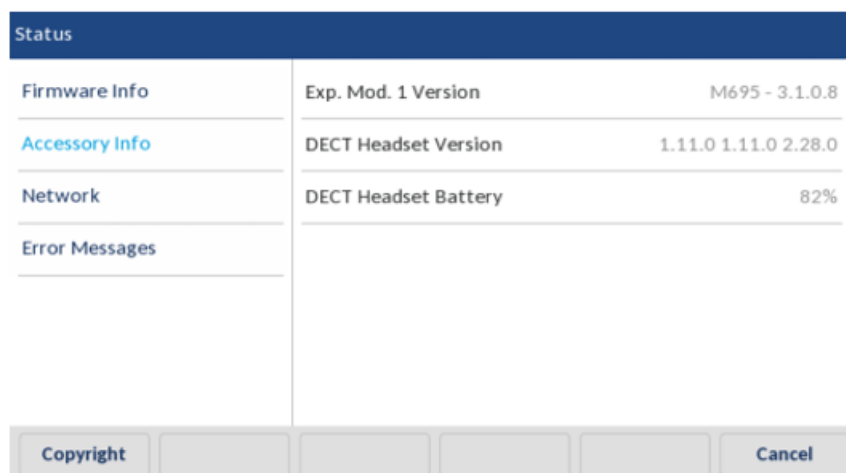 Status
Firmware Info
Accessory Info
Network
Error Messages
Exp. Mod. 1 Version M695 - 3.1.0.8
DECT Headset Version 1.11.0 1.11.0 2.28.0
DECT Headset Battery 82%
Copyright Cancel